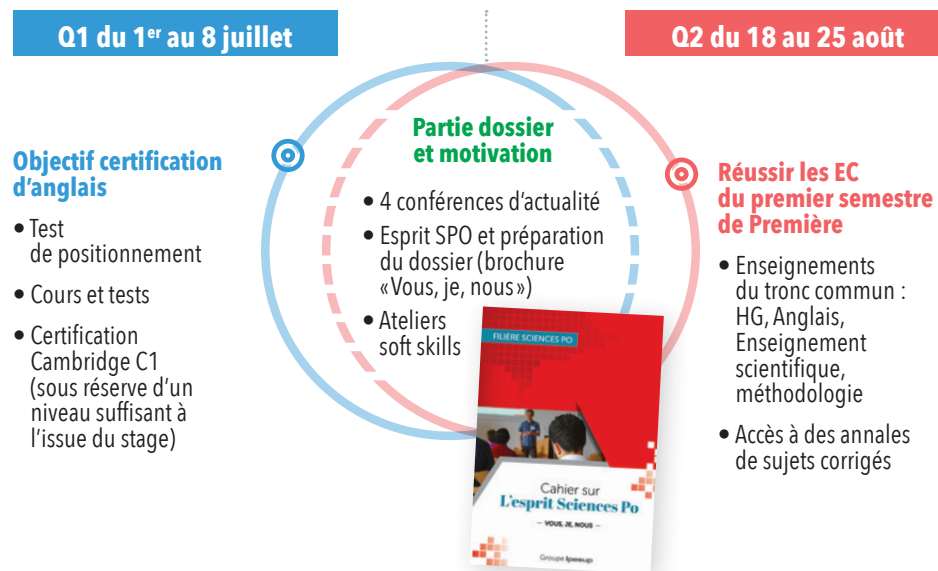 Q1 du 1er au 8 juillet
Q2 du 18 au 25 août
Objectif certification
d'anglais
• Test
de positionnement
• Cours et tests
• Certification
Cambridge C1
(sous réserve d'un
niveau suffisant à
l'issue du stage)
Partie dossier
et motivation
• 4 conférences d'actualité
• Esprit SPO et préparation
du dossier (brochure
«Vous, je, nous»)
• Ateliers
soft skills
FILIÈRE SCIENCES PO
Cahier sur
L'esprit Sciences Po
– VOUS, JE, NOUS –
Groupe Ipesup
Réussir les EC
du premier semestre
de Première
• Enseignements
du tronc commun :
HG, Anglais,
Enseignement
scientifique,
méthodologie
• Accès à des annales
de sujets corrigés